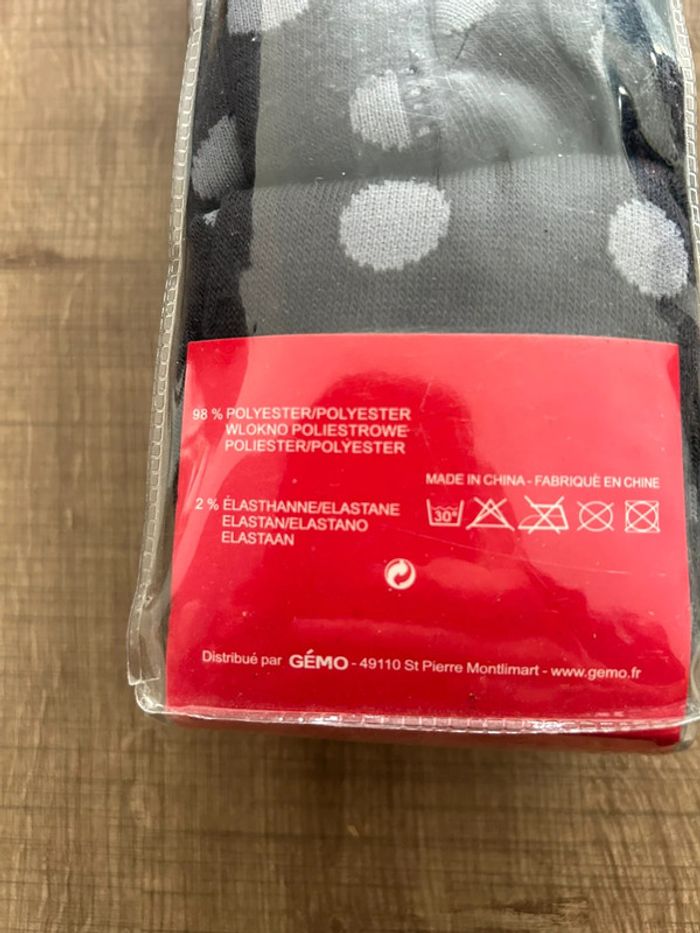 98 % POLYESTER/POLYESTER
WLOKNO POLIESTROWE
POLIESTER/POLYESTER
2 % ÉLASTHANNE/ELASTANE
ELASTAN/ELASTANO
ELASTAAN
MADE IN CHINA - FABRIQUÉ EN CHINE
30°
Distribué par GÉMO - 49110 St Pierre Montlimart - www.gemo.fr